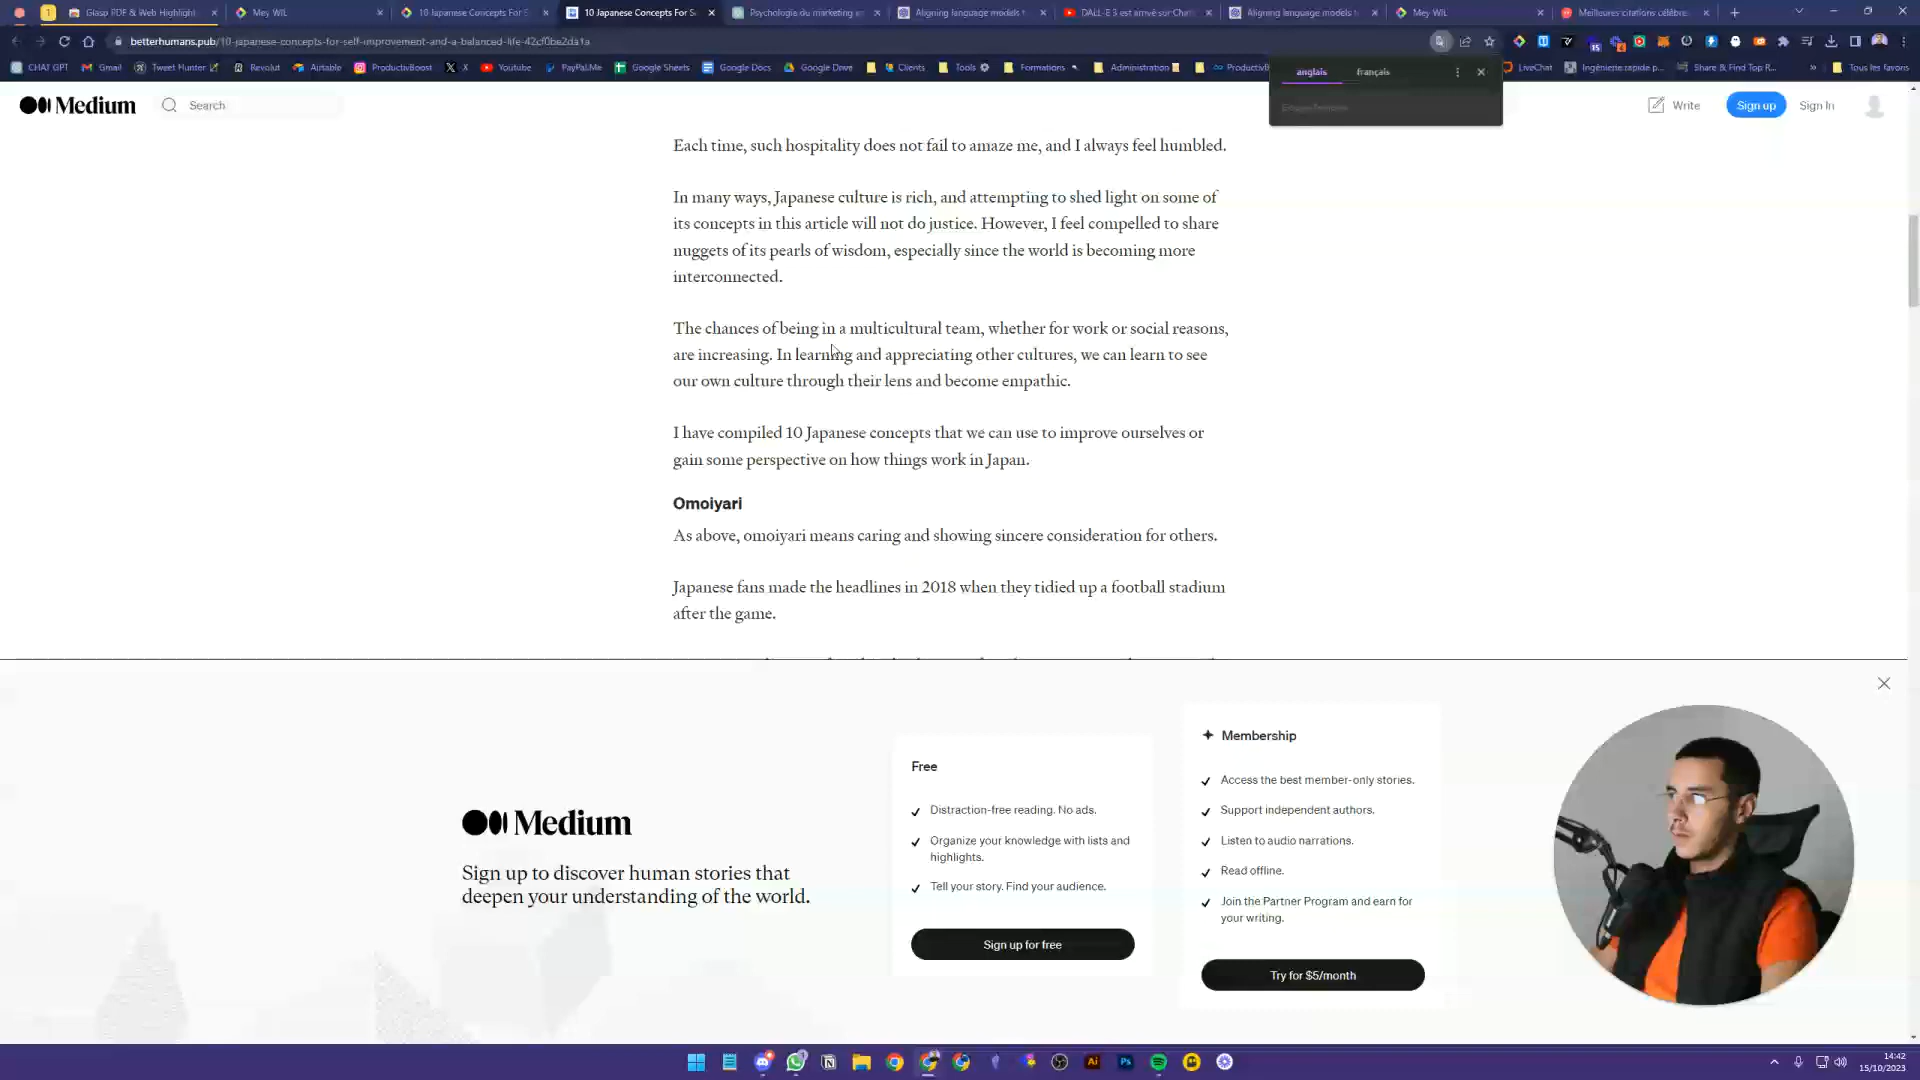 1
Glasp PDF & Web Highlight
Mey WIL
10 Japanese Concepts For S
10 Japanese Concepts For S
Psychologie du marketing e
Aligning language models t
DALL-E 3 est arrivé sur Chat
Aligning language models t
Mey WIL
Meilleures citations célèbre
betterhumans.pub/10-japanese-concepts-for-self-improvement-and-a-balanced-life-42cf0be2da1a
CHAT GPT
Gmail
Tweet Hunter
Revolut
Airtable
ProductivBoost
X
Youtube
PayPal.Me
Google Sheets
Google Docs
Google Drive
Clients
Tools
Formations
Administration
Productiv
LiveChat
Ingénierie rapide p...
Share & Find Top R...
»
Tous les favoris
anglais
français
Medium
Search
Write
Sign up
Sign In
Each time, such hospitality does not fail to amaze me, and I always feel humbled.
In many ways, Japanese culture is rich, and attempting to shed light on some of
its concepts in this article will not do justice. However, I feel compelled to share
nuggets of its pearls of wisdom, especially since the world is becoming more
interconnected.
The chances of being in a multicultural team, whether for work or social reasons,
are increasing. In learning and appreciating other cultures, we can learn to see
our own culture through their lens and become empathic.
I have compiled 10 Japanese concepts that we can use to improve ourselves or
gain some perspective on how things work in Japan.
Omoiyari
As above, omoiyari means caring and showing sincere consideration for others.
Japanese fans made the headlines in 2018 when they tidied up a football stadium
after the game.
Medium
Sign up to discover human stories that
deepen your understanding of the world.
Free
Distraction-free reading. No ads.
Organize your knowledge with lists and
highlights.
Tell your story. Find your audience.
Sign up for free
Membership
Access the best member-only stories.
Support independent authors.
Listen to audio narrations.
Read offline.
Join the Partner Program and earn for
your writing.
Try for $5/month
Ai
Ps
14:42
15/10/2023